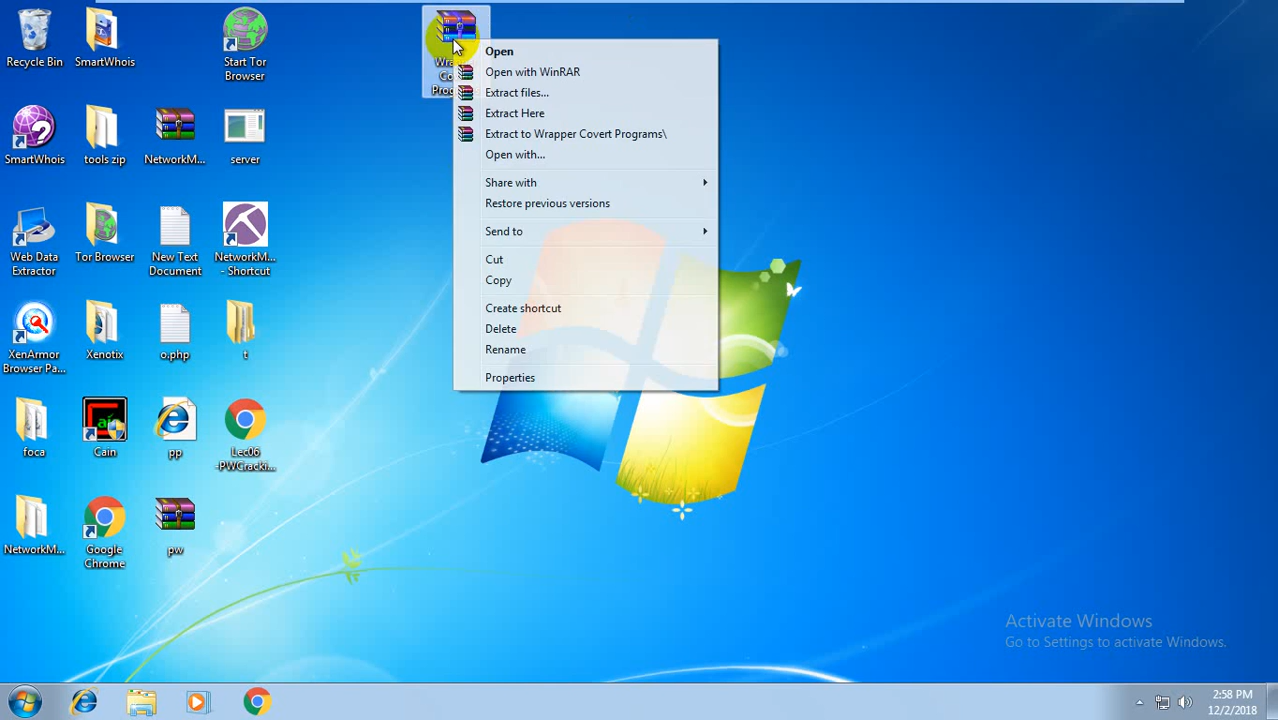 Recycle Bin
SmartWhois
Start Tor
Browser
SmartWhois
tools zip
NetworkM...
server
Web Data
Extractor
Tor Browser
New Text
Document
NetworkM...
- Shortcut
XenArmor
Browser Pa...
Xenotix
o.php
t
foca
Cain
pp
Lec06
-PWCracki...
NetworkM...
Google
Chrome
pw
Open
Open with WinRAR
Extract files...
Extract Here
Extract to Wrapper Covert Programs\
Open with...
Share with
Restore previous versions
Send to
Cut
Copy
Create shortcut
Delete
Rename
Properties
Activate Windows
Go to Settings to activate Windows.
2:58 PM
12/2/2018